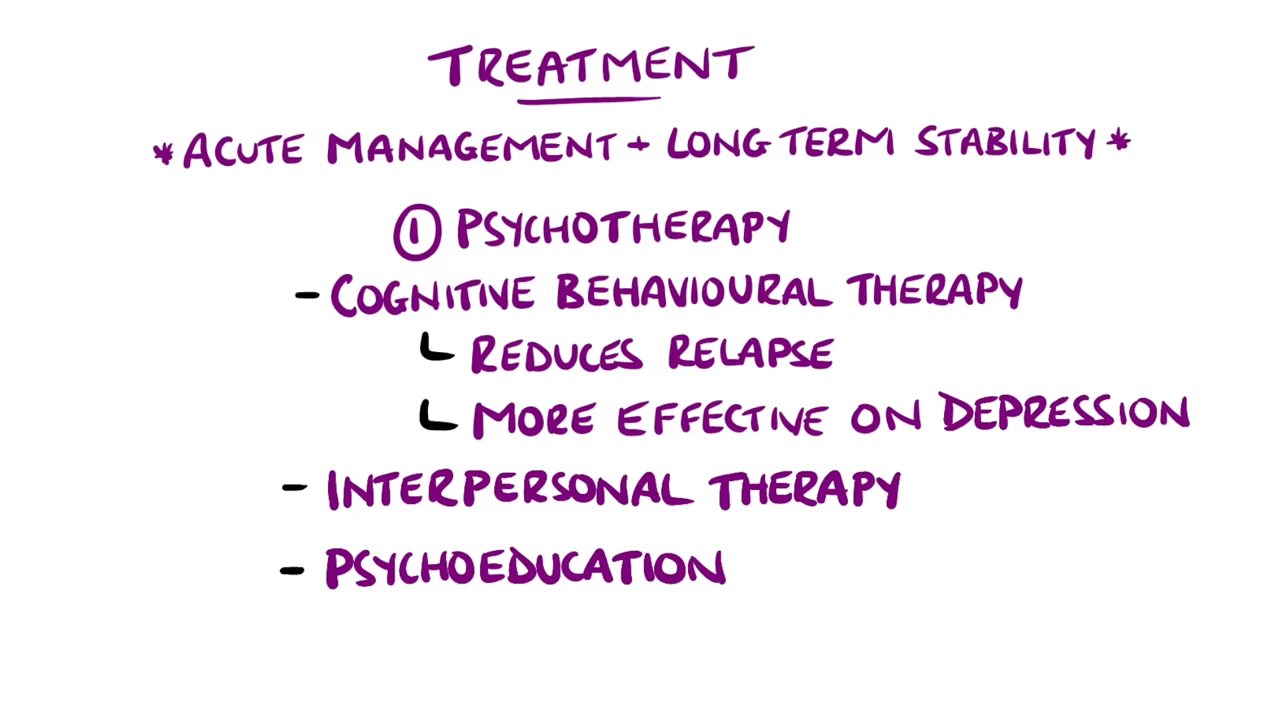 TREATMENT
*ACUTE MANAGEMENT + LONG TERM STABILITY*
① PSYCHOTHERAPY
- COGNITIVE BEHAVIOURAL THERAPY
REDUCES RELAPSE
MORE EFFECTIVE ON DEPRESSION
- INTERPERSONAL THERAPY
- PSYCHOEDUCATION